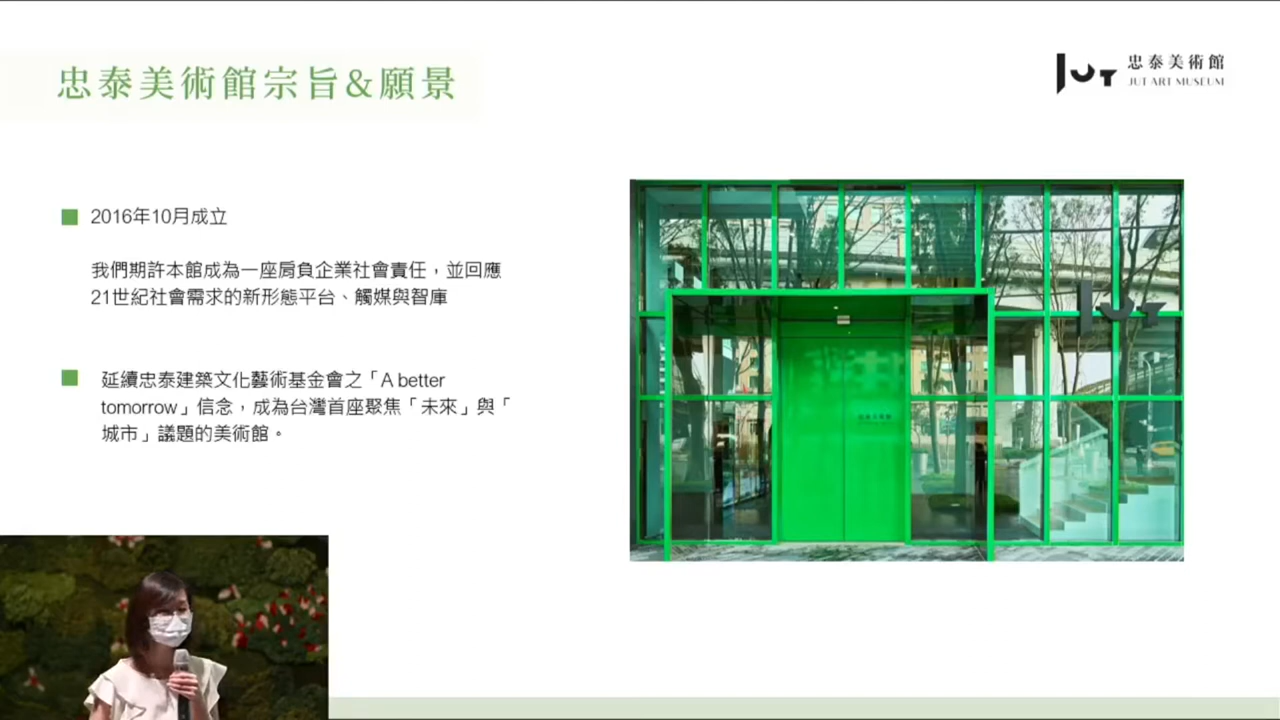 忠泰美術館宗旨&願景
JUT 忠泰美術館
JUT ART MUSEUM
2016年10月成立
我們期許本館成為一座肩負企業社會責任，並回應
21世紀社會需求的新形態平台、觸媒與智庫
延續忠泰建築文化藝術基金會之「A better
tomorrow」信念，成為台灣首座聚焦「未來」與「
城市」議題的美術館。
JUT